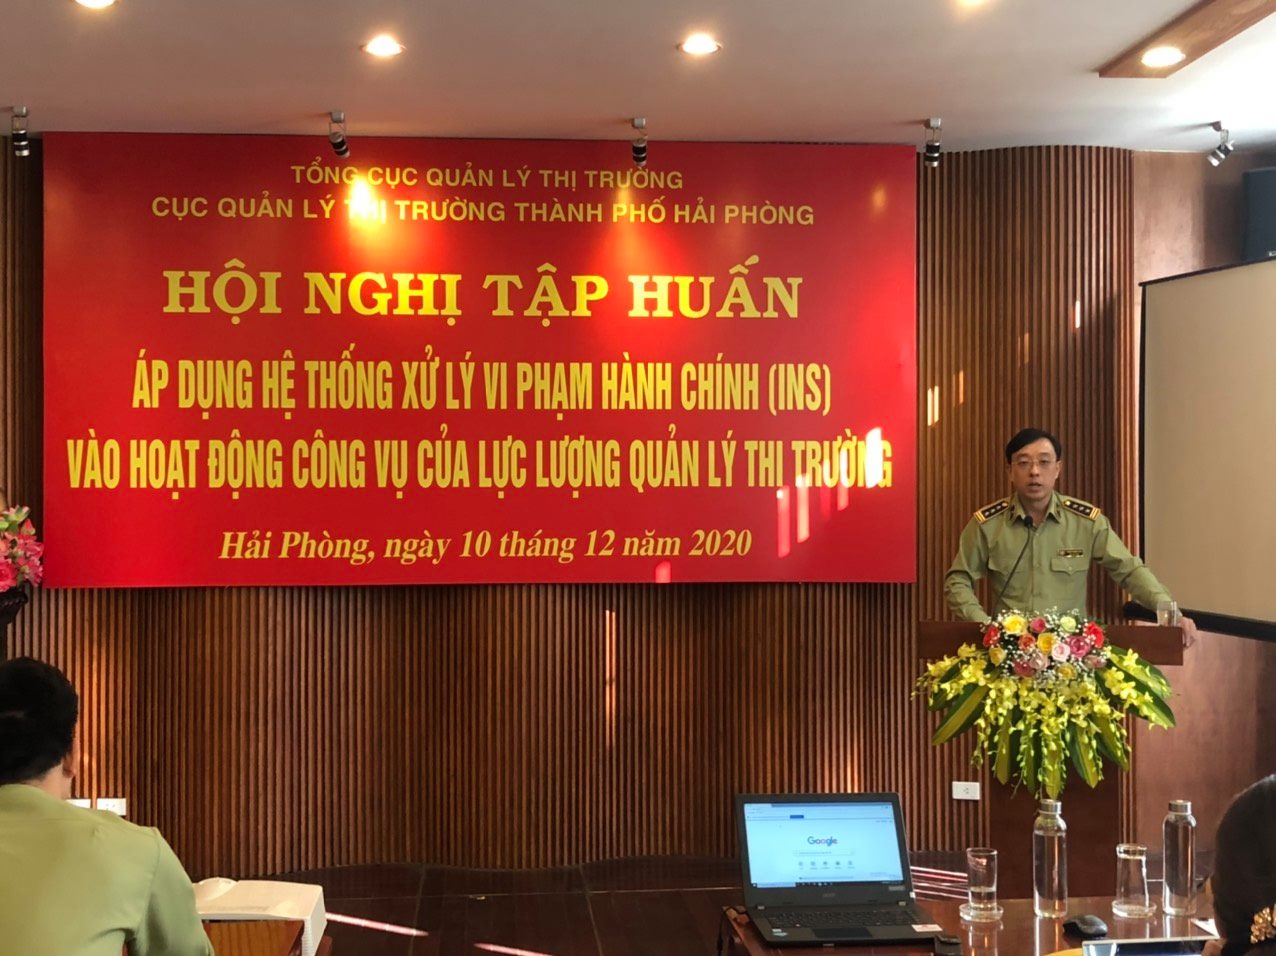 TỔNG CỤC QUẢN LÝ THỊ TRƯỜNG
CỤC QUẢN LÝ THỊ TRƯỜNG THÀNH PHỐ HẢI PHÒNG
HỘI NGHỊ TẬP HUẤN
ÁP DỤNG HỆ THỐNG XỬ LÝ VI PHẠM HÀNH CHÍNH (INS)
VÀO HOẠT ĐỘNG CÔNG VỤ CỦA LỰC LƯỢNG QUẢN LÝ THỊ TRƯỜNG
Hải Phòng, ngày 10 tháng 12 năm 2020
Google